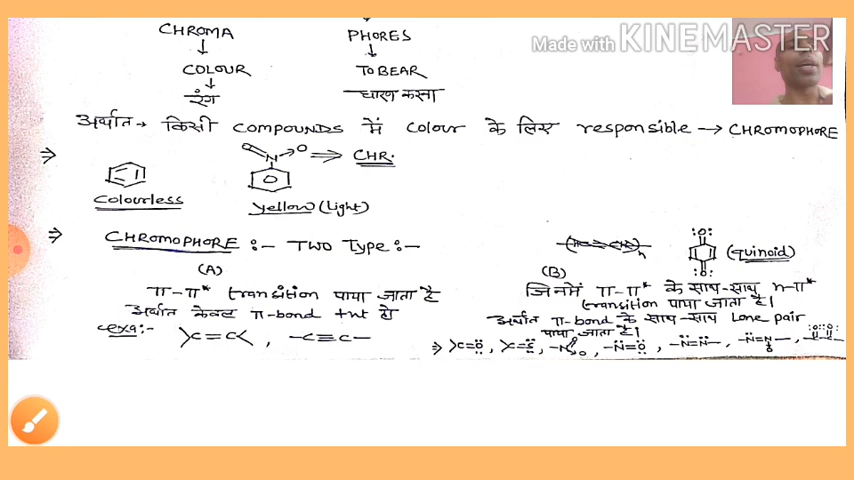 Made with KINEMASTER
CHROMA PHORES
↓ ↓
COLOUR TO BEAR
↓ ↓
रंग धारण करना
अर्थात → किसी COMPOUNDS में COLOUR के लिए responsible → CHROMOPHORE
⇒ N→O ⇒ CHR.
Colourless Yellow (Light)
⇒ CHROMOPHORE :- TWO Type :-
:O:
(quinoid)
:O:
(A) (B)
π-π* transition पाया जाता है
अर्थात केवल π-bond +nt हो
exa:- >C=C<, -C≡C-
जिनमें π-π* के साथ-साथ n-π*
transition पाया जाता है।
अर्थात π-bond के साथ-साथ Lone pair
पाया जाता है।
⇒ >C=O, >C=S, -N=O, -N=N-, -N=N-